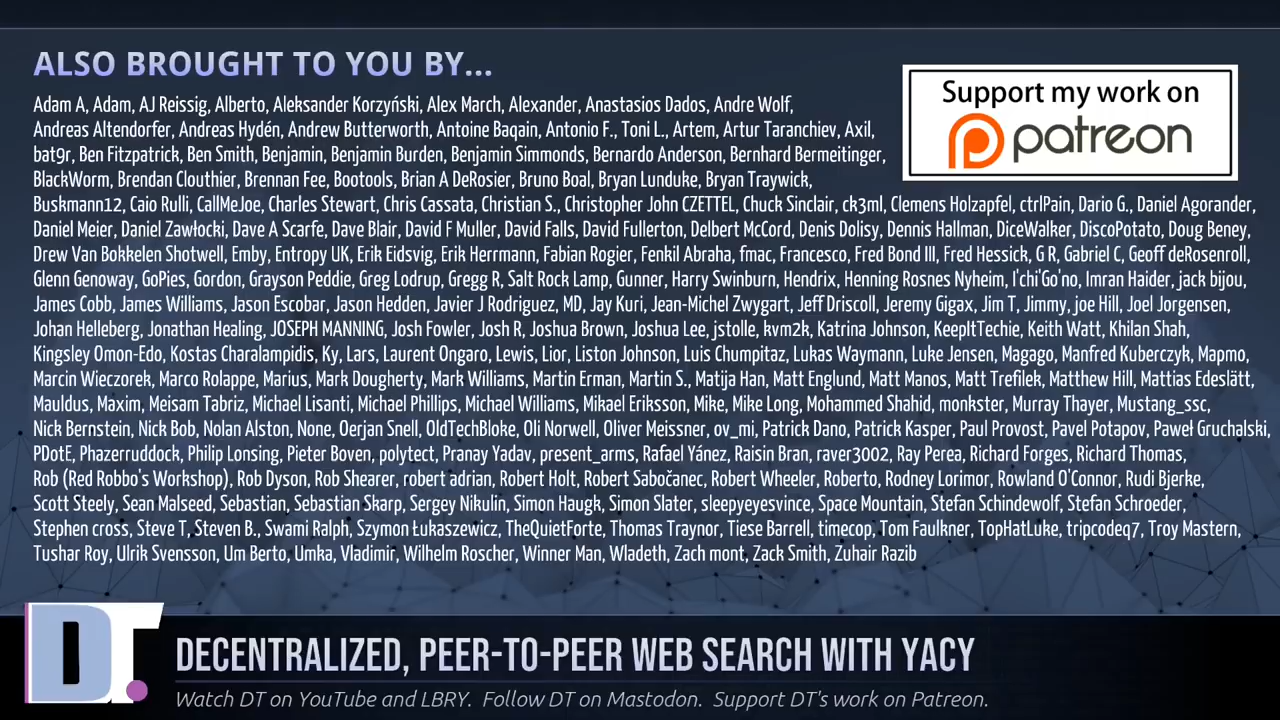 ALSO BROUGHT TO YOU BY...
Support my work on
patreon
Adam A, Adam, AJ Reissig, Alberto, Aleksander Korzyński, Alex March, Alexander, Anastasios Dados, Andre Wolf,
Andreas Altendorfer, Andreas Hydén, Andrew Butterworth, Antoine Baqain, Antonio F., Toni L., Artem, Artur Taranchiev, Axil,
bat9r, Ben Fitzpatrick, Ben Smith, Benjamin, Benjamin Burden, Benjamin Simmonds, Bernardo Anderson, Bernhard Bermeitinger,
BlackWorm, Brendan Clouthier, Brennan Fee, Bootools, Brian A DeRosier, Bruno Boal, Bryan Lunduke, Bryan Traywick,
Buskmann12, Caio Rulli, CallMeJoe, Charles Stewart, Chris Cassata, Christian S., Christopher John CZETTEL, Chuck Sinclair, ck3ml, Clemens Holzapfel, ctrlPain, Dario G., Daniel Agorander,
Daniel Meier, Daniel Zawłocki, Dave A Scarfe, Dave Blair, David F Muller, David Falls, David Fullerton, Delbert McCord, Denis Dolisy, Dennis Hallman, DiceWalker, DiscoPotato, Doug Beney,
Drew Van Bokkelen Shotwell, Emby, Entropy UK, Erik Eidsvig, Erik Herrmann, Fabian Rogier, Fenkil Abraha, fmac, Francesco, Fred Bond III, Fred Hessick, G R, Gabriel C, Geoff deRosenroll,
Glenn Genoway, GoPies, Gordon, Grayson Peddie, Greg Lodrup, Gregg R, Salt Rock Lamp, Gunner, Harry Swinburn, Hendrix, Henning Rosnes Nyheim, I'chi'Go'no, Imran Haider, jack bijou,
James Cobb, James Williams, Jason Escobar, Jason Hedden, Javier J Rodriguez, MD, Jay Kuri, Jean-Michel Zwygart, Jeff Driscoll, Jeremy Gigax, Jim T, Jimmy, joe Hill, Joel Jorgensen,
Johan Helleberg, Jonathan Healing, JOSEPH MANNING, Josh Fowler, Josh R, Joshua Brown, Joshua Lee, jstolle, kvm2k, Katrina Johnson, KeepItTechie, Keith Watt, Khilan Shah,
Kingsley Omon-Edo, Kostas Charalampidis, Ky, Lars, Laurent Ongaro, Lewis, Lior, Liston Johnson, Luis Chumpitaz, Lukas Waymann, Luke Jensen, Magago, Manfred Kuberczyk, Mapmo,
Marcin Wieczorek, Marco Rolappe, Marius, Mark Dougherty, Mark Williams, Martin Erman, Martin S., Matija Han, Matt Englund, Matt Manos, Matt Trefilek, Matthew Hill, Mattias Edeslätt,
Mauldus, Maxim, Meisam Tabriz, Michael Lisanti, Michael Phillips, Michael Williams, Mikael Eriksson, Mike, Mike Long, Mohammed Shahid, monkster, Murray Thayer, Mustang_ssc,
Nick Bernstein, Nick Bob, Nolan Alston, None, Oerjan Snell, OldTechBloke, Oli Norwell, Oliver Meissner, ov_mi, Patrick Dano, Patrick Kasper, Paul Provost, Pavel Potapov, Paweł Gruchalski,
PDotE, Phazerruddock, Philip Lonsing, Pieter Boven, polytect, Pranay Yadav, present_arms, Rafael Yánez, Raisin Bran, raver3002, Ray Perea, Richard Forges, Richard Thomas,
Rob (Red Robbo's Workshop), Rob Dyson, Rob Shearer, robert adrian, Robert Holt, Robert Sabočanec, Robert Wheeler, Roberto, Rodney Lorimor, Rowland O'Connor, Rudi Bjerke,
Scott Steely, Sean Malseed, Sebastian, Sebastian Skarp, Sergey Nikulin, Simon Haugk, Simon Slater, sleepyeyesvince, Space Mountain, Stefan Schindewolf, Stefan Schroeder,
Stephen cross, Steve T, Steven B., Swami Ralph, Szymon Łukaszewicz, TheQuietForte, Thomas Traynor, Tiese Barrell, timecop, Tom Faulkner, TopHatLuke, tripcodeq7, Troy Mastern,
Tushar Roy, Ulrik Svensson, Um Berto, Umka, Vladimir, Wilhelm Roscher, Winner Man, Wladeth, Zach mont, Zack Smith, Zuhair Razib
DT.
DECENTRALIZED, PEER-TO-PEER WEB SEARCH WITH YACY
Watch DT on YouTube and LBRY. Follow DT on Mastodon. Support DT's work on Patreon.